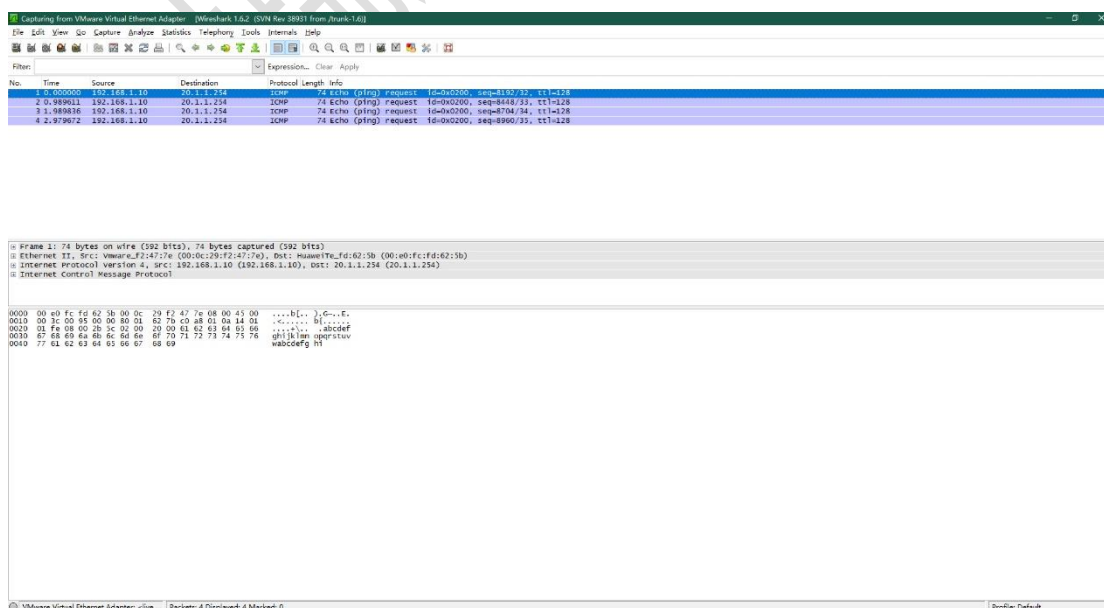 Capturing from VMware Virtual Ethernet Adapter [Wireshark 1.6.2 (SVN Rev 38931 from /trunk-1.6)]
File Edit View Go Capture Analyze Statistics Telephony Tools Internals Help
Filter: Expression... Clear Apply
No. Time Source Destination Protocol Length Info
1 0.000000 192.168.1.10 20.1.1.254 ICMP 74 Echo (ping) request id=0x0200, seq=8192/32, ttl=128
2 0.989611 192.168.1.10 20.1.1.254 ICMP 74 Echo (ping) request id=0x0200, seq=8448/33, ttl=128
3 1.989836 192.168.1.10 20.1.1.254 ICMP 74 Echo (ping) request id=0x0200, seq=8704/34, ttl=128
4 2.979672 192.168.1.10 20.1.1.254 ICMP 74 Echo (ping) request id=0x0200, seq=8960/35, ttl=128
Frame 1: 74 bytes on wire (592 bits), 74 bytes captured (592 bits)
Ethernet II, Src: Vmware_f2:47:7e (00:0c:29:f2:47:7e), Dst: HuaweiTe_fd:62:5b (00:e0:fc:fd:62:5b)
Internet Protocol Version 4, Src: 192.168.1.10 (192.168.1.10), Dst: 20.1.1.254 (20.1.1.254)
Internet Control Message Protocol
0000 00 e0 fc fd 62 5b 00 0c 29 f2 47 7e 08 00 45 00 ....b[.. ).G~..E.
0010 00 3c 00 95 00 00 80 01 62 7b c0 a8 01 0a 14 01 .<...... b{......
0020 01 fe 08 00 2b 5c 02 00 20 00 61 62 63 64 65 66 ....+\.. .abcdef
0030 67 68 69 6a 6b 6c 6d 6e 6f 70 71 72 73 74 75 76 ghijklmn opqrstuv
0040 77 61 62 63 64 65 66 67 68 69 wabcdefg hi
VMware Virtual Ethernet Adapter: <live Packets: 4 Displayed: 4 Marked: 0 Profile: Default